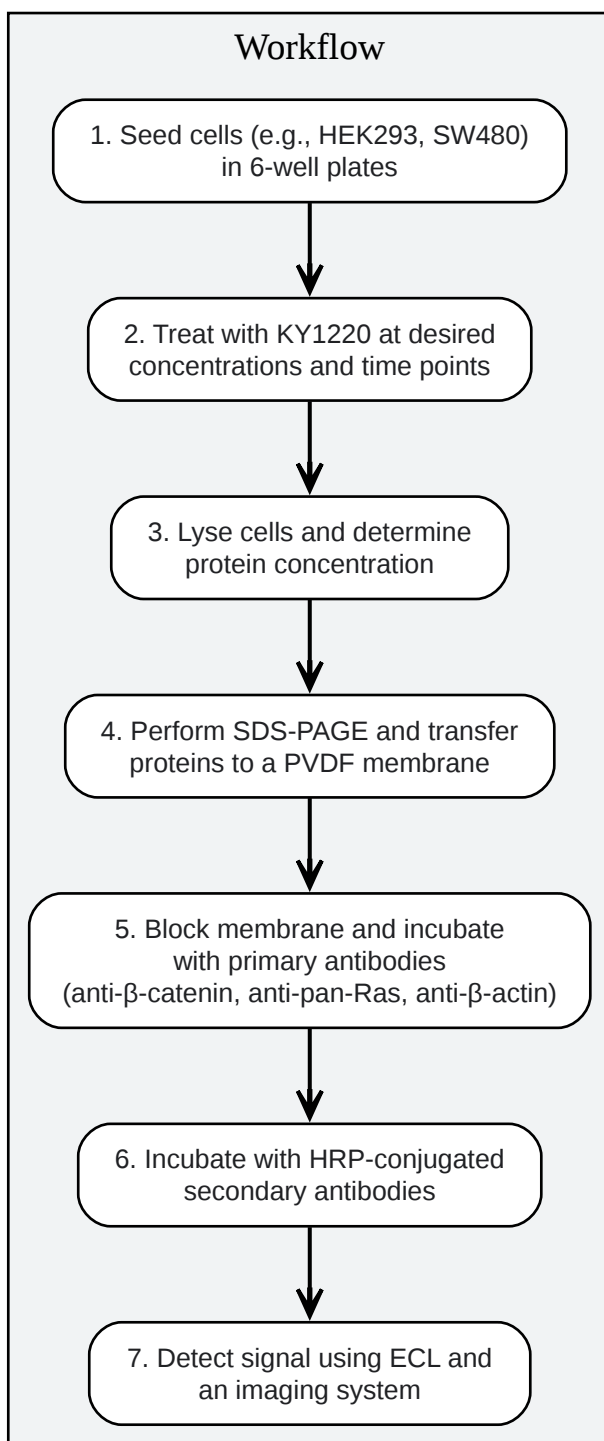 Workflow
1. Seed cells (e.g., HEK293, SW480)
in 6-well plates
2. Treat with KY1220 at desired
concentrations and time points
3. Lyse cells and determine
protein concentration
4. Perform SDS-PAGE and transfer
proteins to a PVDF membrane
5. Block membrane and incubate
with primary antibodies
(anti-β-catenin, anti-pan-Ras, anti-β-actin)
6. Incubate with HRP-conjugated
secondary antibodies
7. Detect signal using ECL and
an imaging system